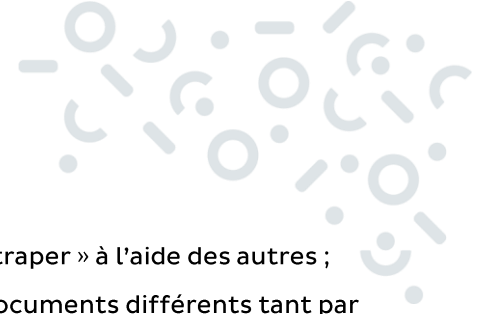 traper » à l’aide des autres ;
ocuments différents tant par